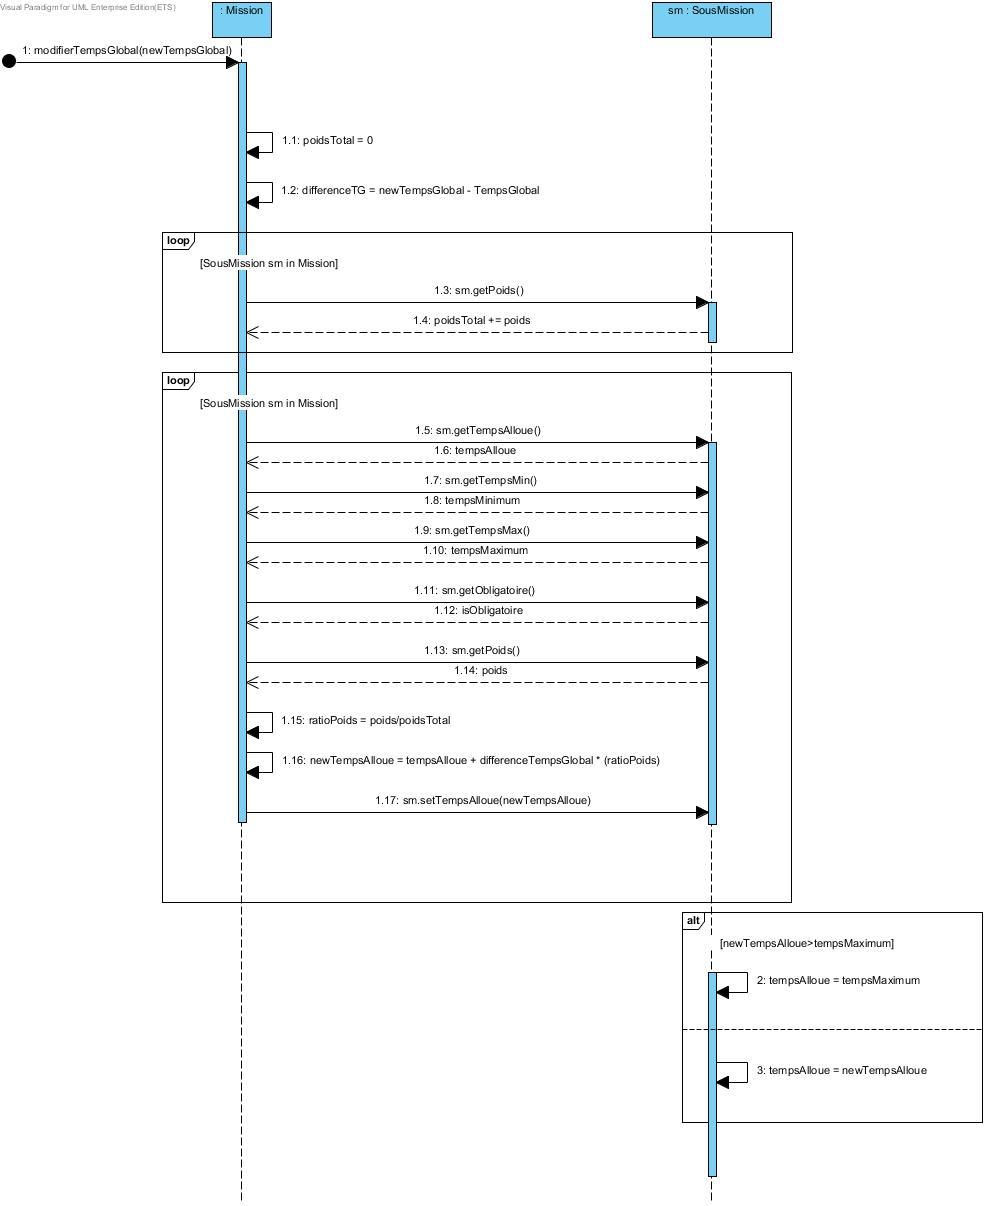 Visual Paradigm for UML Enterprise Edition(ETS)
: Mission
sm : SousMission
1: modifierTempsGlobal(newTempsGlobal)
1.1: poidsTotal = 0
1.2: differenceTG = newTempsGlobal - TempsGlobal
loop
[SousMission sm in Mission]
1.3: sm.getPoids()
1.4: poidsTotal += poids
loop
[SousMission sm in Mission]
1.5: sm.getTempsAlloue()
1.6: tempsAlloue
1.7: sm.getTempsMin()
1.8: tempsMinimum
1.9: sm.getTempsMax()
1.10: tempsMaximum
1.11: sm.getObligatoire()
1.12: isObligatoire
1.13: sm.getPoids()
1.14: poids
1.15: ratioPoids = poids/poidsTotal
1.16: newTempsAlloue = tempsAlloue + differenceTempsGlobal * (ratioPoids)
1.17: sm.setTempsAlloue(newTempsAlloue)
alt
[newTempsAlloue>tempsMaximum]
2: tempsAlloue = tempsMaximum
3: tempsAlloue = newTempsAlloue